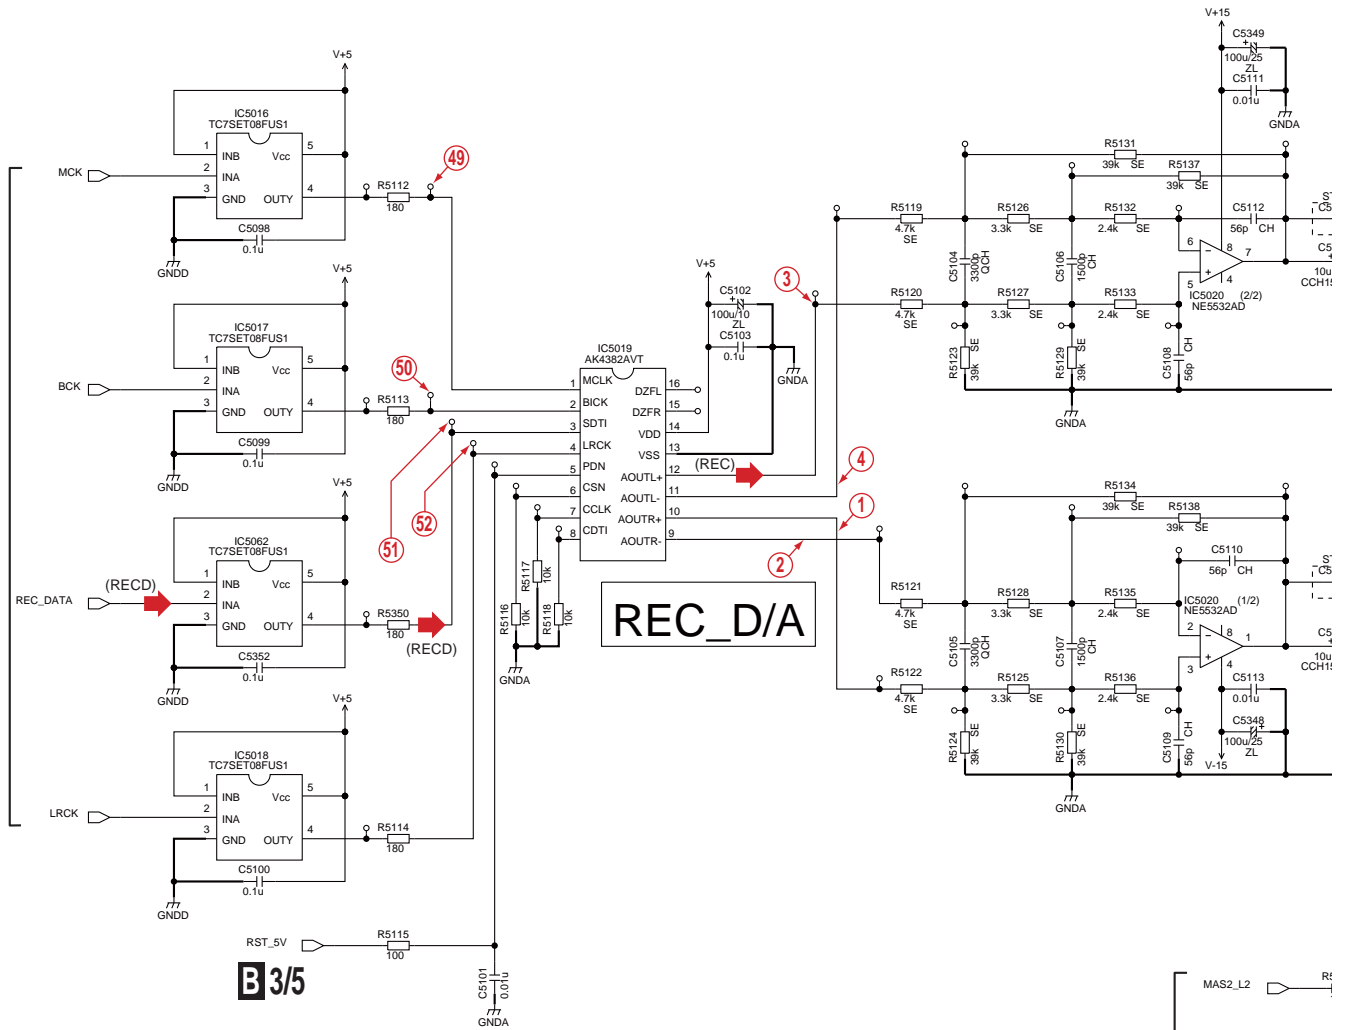 V+15
C5349
100u/25
ZL
C5111
0.01u
GNDA
V+5
IC5016
TC7SET08FUS1
1 INB Vcc 5
2 INA
3 GND OUTY 4
MCK
R5112
180
49
C5098
0.1u
GNDD
V+5
IC5017
TC7SET08FUS1
1 INB Vcc 5
2 INA
3 GND OUTY 4
BCK
R5113
180
50
C5099
0.1u
GNDD
V+5
IC5062
TC7SET08FUS1
1 INB Vcc 5
2 INA
3 GND OUTY 4
REC_DATA
(RECD)
R5350
180
(RECD)
51
52
C5352
0.1u
GNDD
V+5
IC5018
TC7SET08FUS1
1 INB Vcc 5
2 INA
3 GND OUTY 4
LRCK
R5114
180
C5100
0.1u
GNDD
RST_5V
R5115
100
B 3/5
C5101
0.01u
GNDA
V+5
C5102
100u/10
ZL
C5103
0.1u
GNDA
IC5019
AK4382AVT
1 MCLK DZFL 16
2 BICK DZFR 15
3 SDTI VDD 14
4 LRCK VSS 13
5 PDN AOUTL+ 12
6 CSN AOUTL- 11
7 CCLK AOUTR+ 10
8 CDTI AOUTR- 9
(REC)
3
4
1
2
R5116
10k
R5117
10k
R5118
10k
GNDA
REC_D/A
R5131
39k SE
R5137
39k SE
R5119
4.7k
SE
R5126
3.3k SE
R5132
2.4k SE
C5112
56p CH
C5104
3300p
QCH
C5106
1500p
CH
6
5
8
4
7
IC5020 (2/2)
NE5532AD
R5120
4.7k
SE
R5127
3.3k SE
R5133
2.4k SE
R5123
39k
SE
R5129
39k
SE
C5108
56p
CH
GNDA
10u
CCH15
R5134
39k SE
R5138
39k SE
C5110
56p CH
R5121
4.7k
SE
R5128
3.3k SE
R5135
2.4k SE
IC5020 (1/2)
NE5532AD
2
3
8
4
1
C5105
3300p
QCH
C5107
1500p
CH
R5122
4.7k
SE
R5125
3.3k SE
R5136
2.4k SE
C5113
0.01u
C5348
100u/25
ZL
V-15
R5124
39k
SE
R5130
39k
SE
C5109
56p
CH
GNDA
10u
CCH15
MAS2_L2